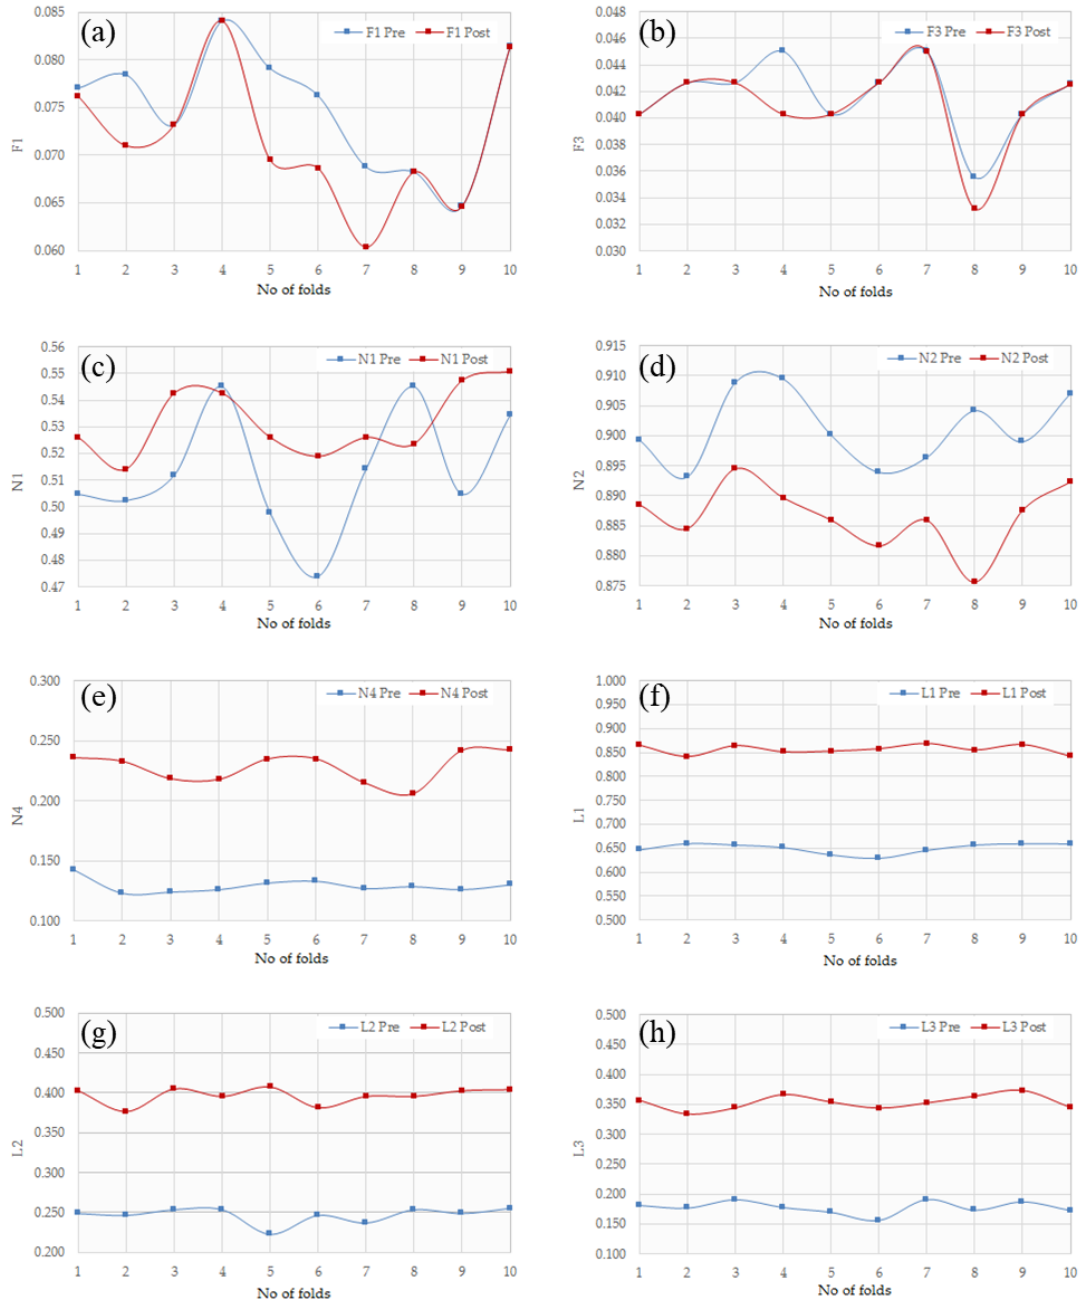 (a)
F1 Pre F1 Post
0.085
0.080
0.075
0.070
0.065
0.060
F1
1 2 3 4 5 6 7 8 9 10
No of folds
(b)
F3 Pre F3 Post
0.048
0.046
0.044
0.042
0.040
0.038
0.036
0.034
0.032
0.030
F3
1 2 3 4 5 6 7 8 9 10
No of folds
(c)
N1 Pre N1 Post
0.56
0.55
0.54
0.53
0.52
0.51
0.50
0.49
0.48
0.47
N1
1 2 3 4 5 6 7 8 9 10
No of folds
(d)
N2 Pre N2 Post
0.915
0.910
0.905
0.900
0.895
0.890
0.885
0.880
0.875
N2
1 2 3 4 5 6 7 8 9 10
No of folds
(e)
N4 Pre N4 Post
0.300
0.250
0.200
0.150
0.100
N4
1 2 3 4 5 6 7 8 9 10
No of folds
(f)
L1 Pre L1 Post
1.000
0.950
0.900
0.850
0.800
0.750
0.700
0.650
0.600
0.550
0.500
L1
1 2 3 4 5 6 7 8 9 10
No of folds
(g)
L2 Pre L2 Post
0.500
0.450
0.400
0.350
0.300
0.250
0.200
L2
1 2 3 4 5 6 7 8 9 10
No of folds
(h)
L3 Pre L3 Post
0.500
0.450
0.400
0.350
0.300
0.250
0.200
0.150
0.100
L3
1 2 3 4 5 6 7 8 9 10
No of folds